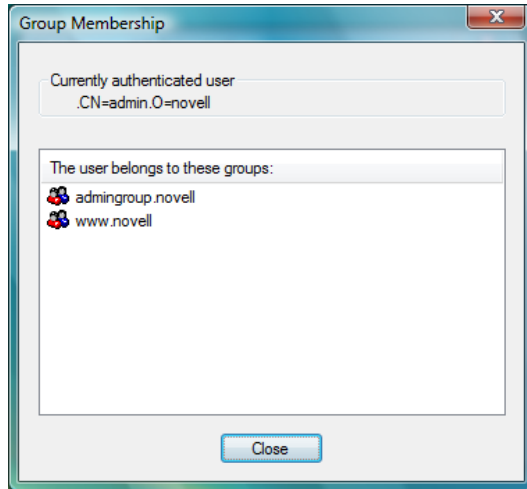 Group Membership
X
Currently authenticated user
.CN=admin.O=novell
The user belongs to these groups:
admingroup.novell
www.novell
Close